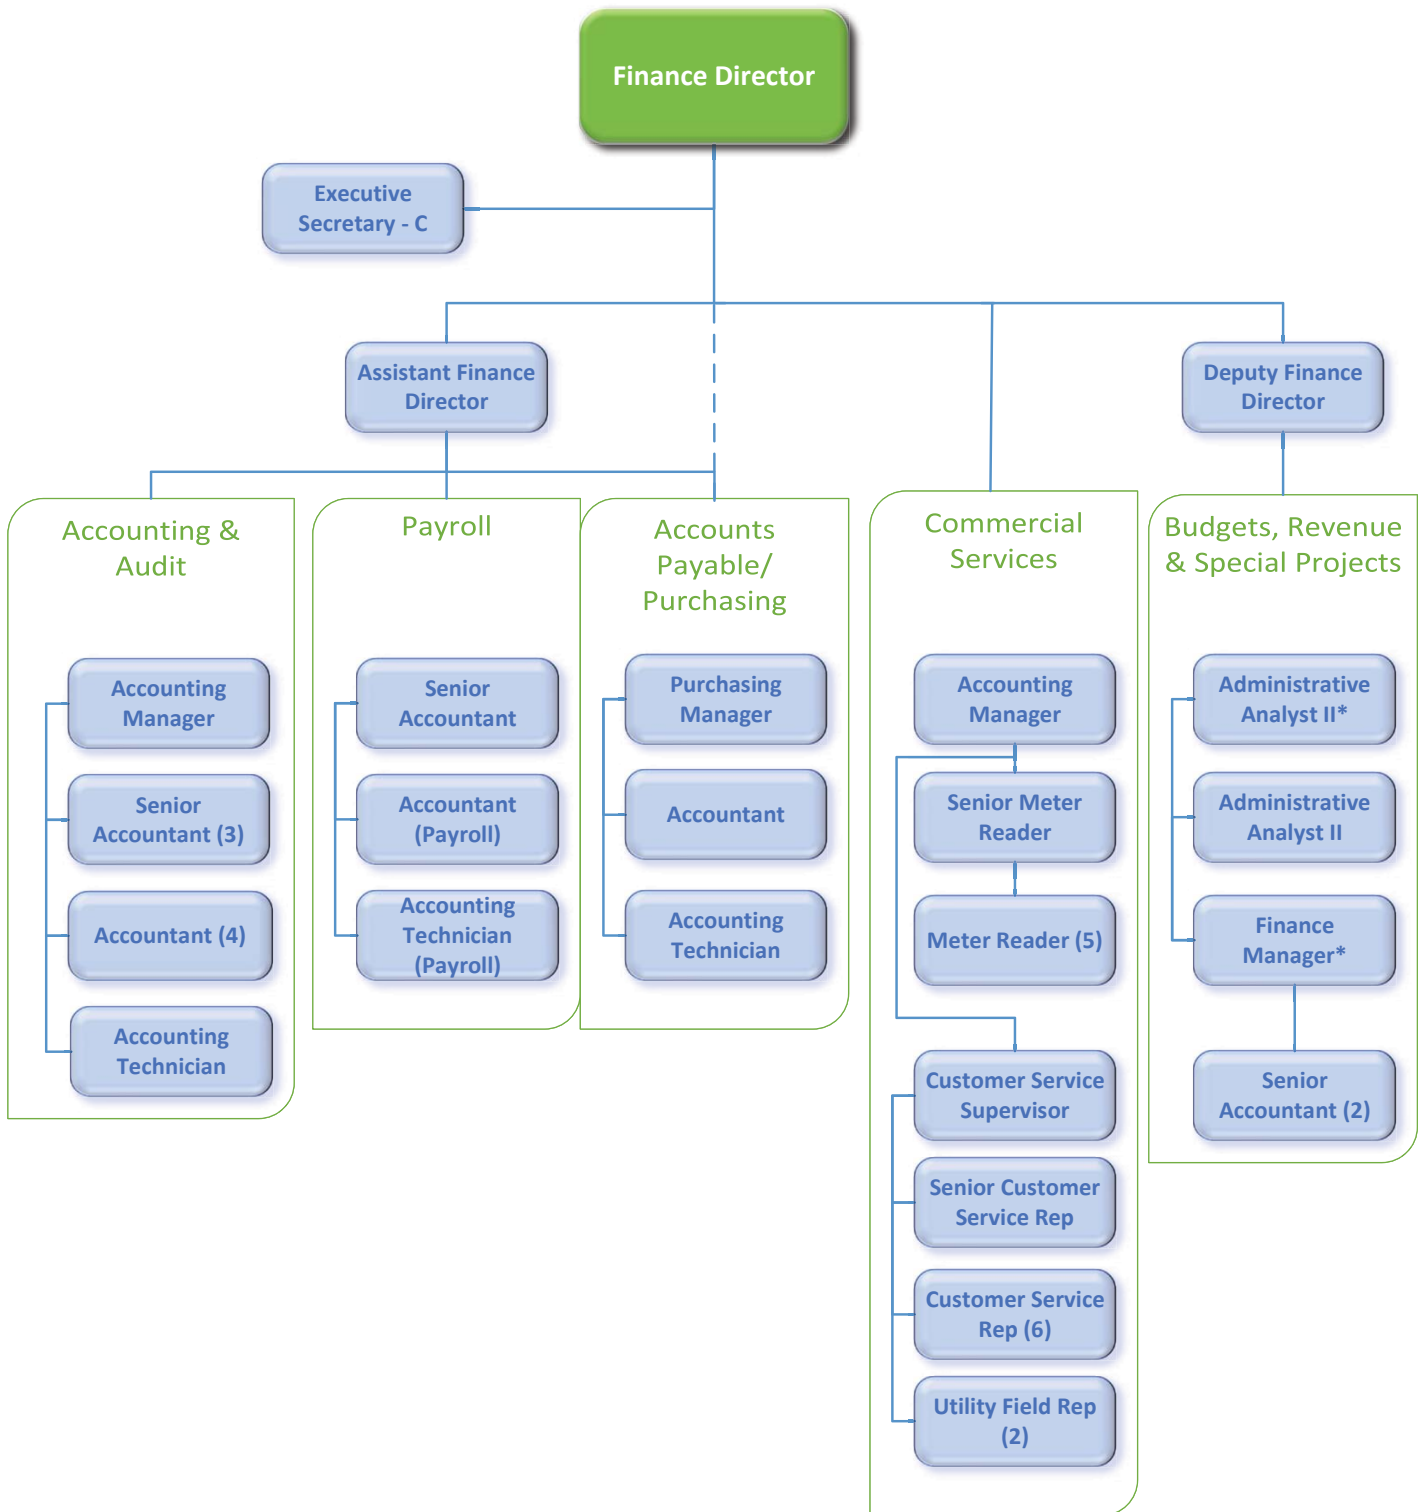 Finance Director
Executive
Secretary - C
Assistant Finance
Director
Deputy Finance
Director
Accounting &
Audit
Accounting
Manager
Senior
Accountant (3)
Accountant (4)
Accounting
Technician
Payroll
Senior
Accountant
Accountant
(Payroll)
Accounting
Technician
(Payroll)
Accounts
Payable/
Purchasing
Purchasing
Manager
Accountant
Accounting
Technician
Commercial
Services
Accounting
Manager
Senior Meter
Reader
Meter Reader (5)
Customer Service
Supervisor
Senior Customer
Service Rep
Customer Service
Rep (6)
Utility Field Rep
(2)
Budgets, Revenue
& Special Projects
Administrative
Analyst II*
Administrative
Analyst II
Finance
Manager*
Senior
Accountant (2)